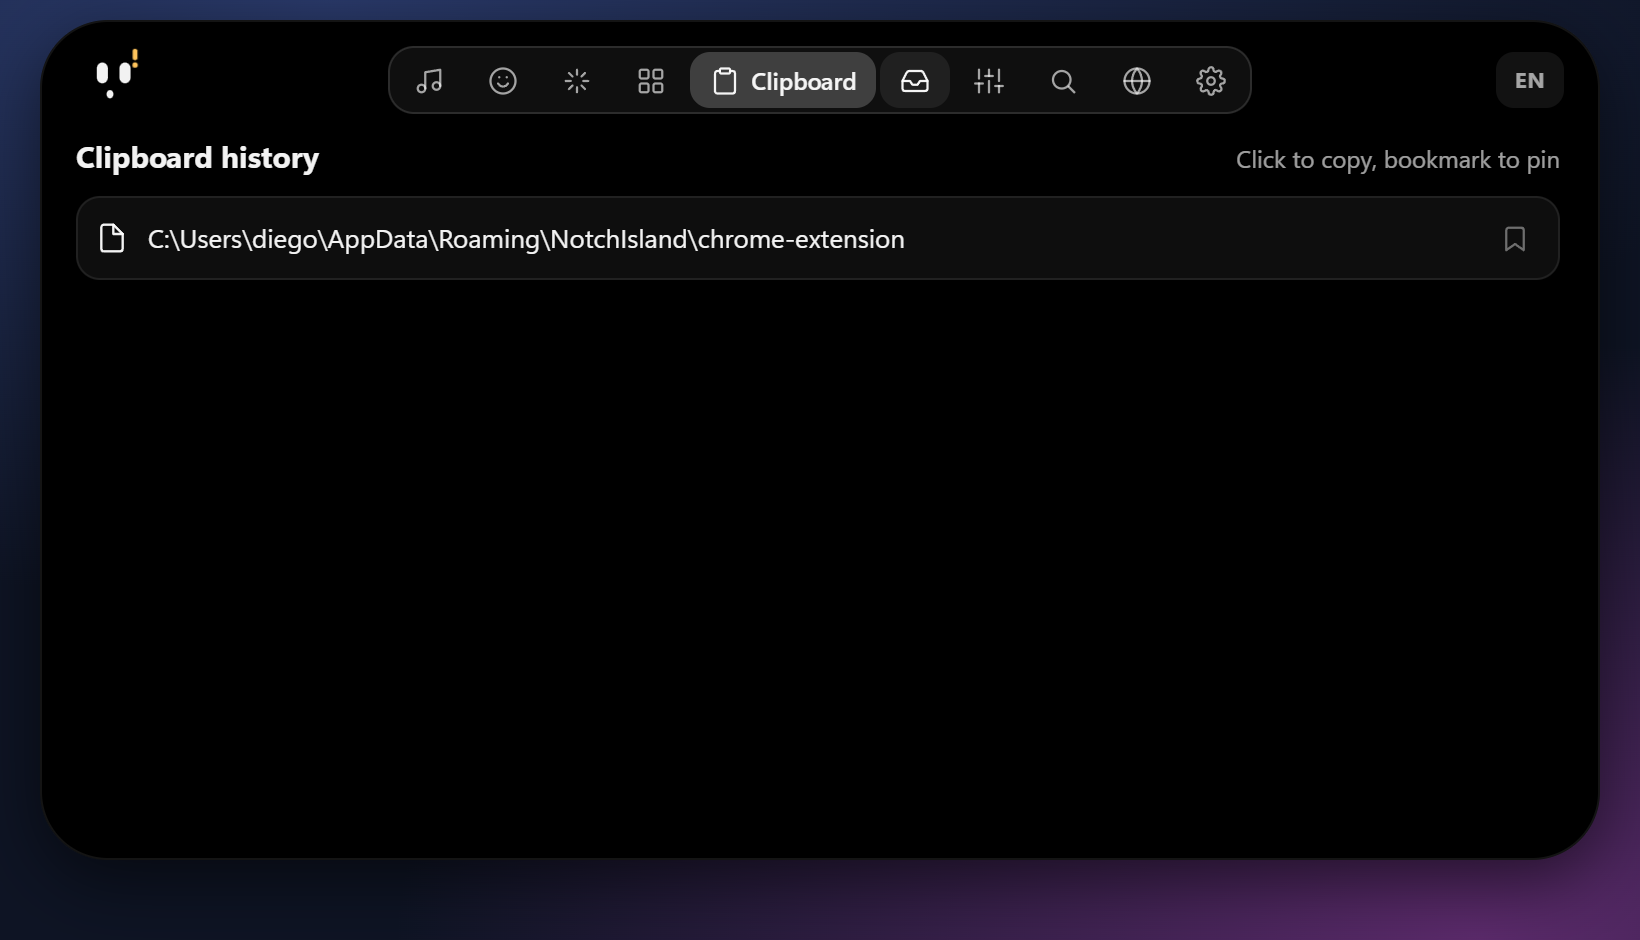 Clipboard
EN
Clipboard history
Click to copy, bookmark to pin
C:\Users\diego\AppData\Roaming\NotchIsland\chrome-extension